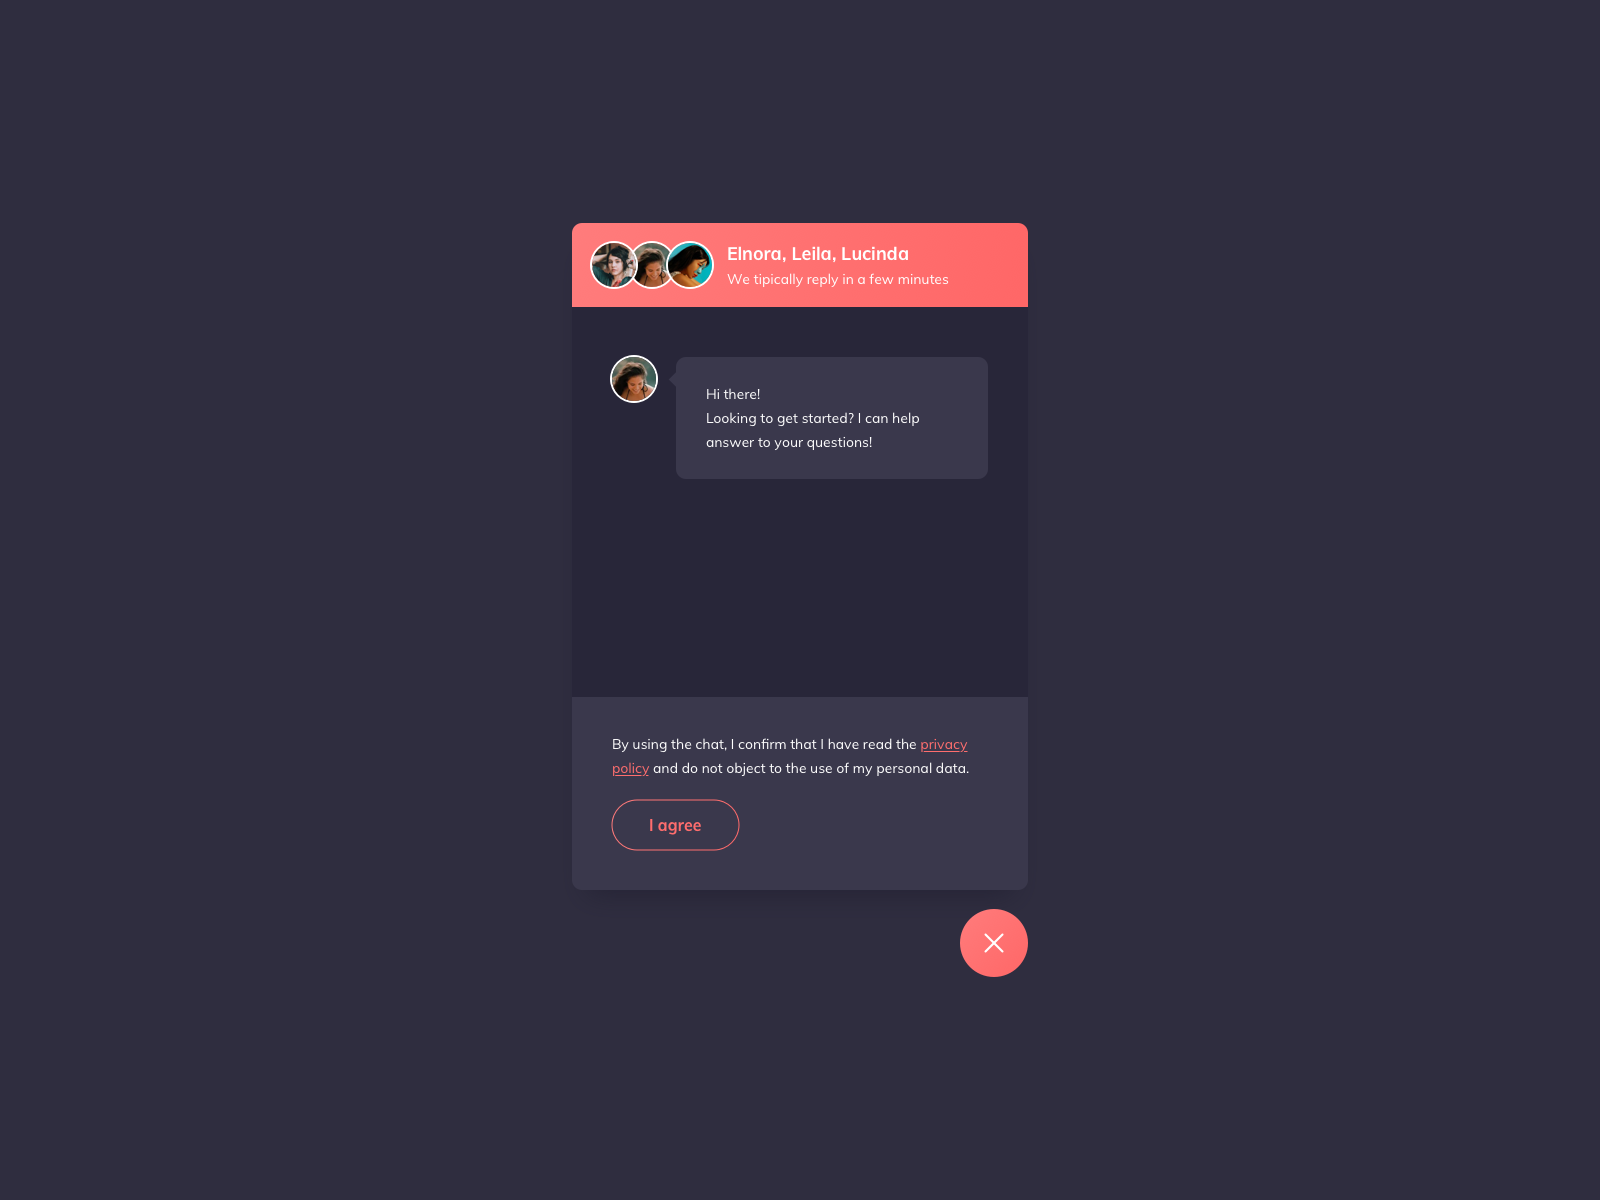 Elnora, Leila, Lucinda
We tipically reply in a few minutes
Hi there!
Looking to get started? I can help
answer to your questions!
By using the chat, I confirm that I have read the privacy
policy and do not object to the use of my personal data.
I agree